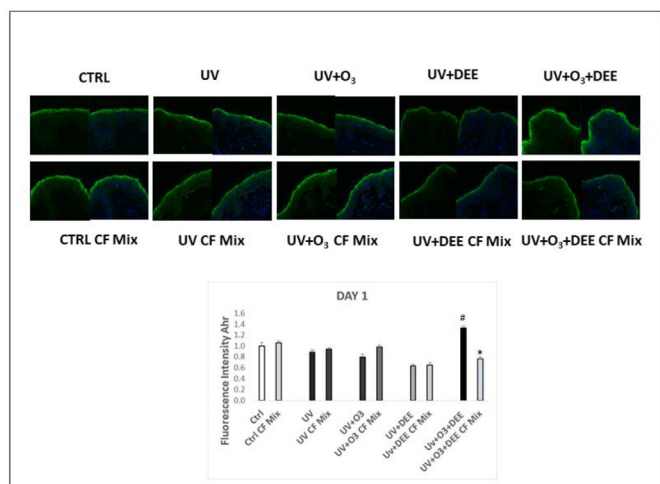 CTRL UV UV+O₃ UV+DEE UV+O₃+DEE
CTRL CF Mix UV CF Mix UV+O₃ CF Mix UV+DEE CF Mix UV+O₃+DEE CF Mix
DAY 1
Fluorescence Intensity Ahr
1.6
1.4
1.2
1.0
0.8
0.6
0.4
0.2
0.0
#
*
Ctrl
Ctrl CF Mix
UV
UV CF Mix
UV+O3
UV+O3 CF Mix
UV+DEE
Uv+DEE CF Mix
Uv+O3+DEE
UV+O3+DEE CF Mix